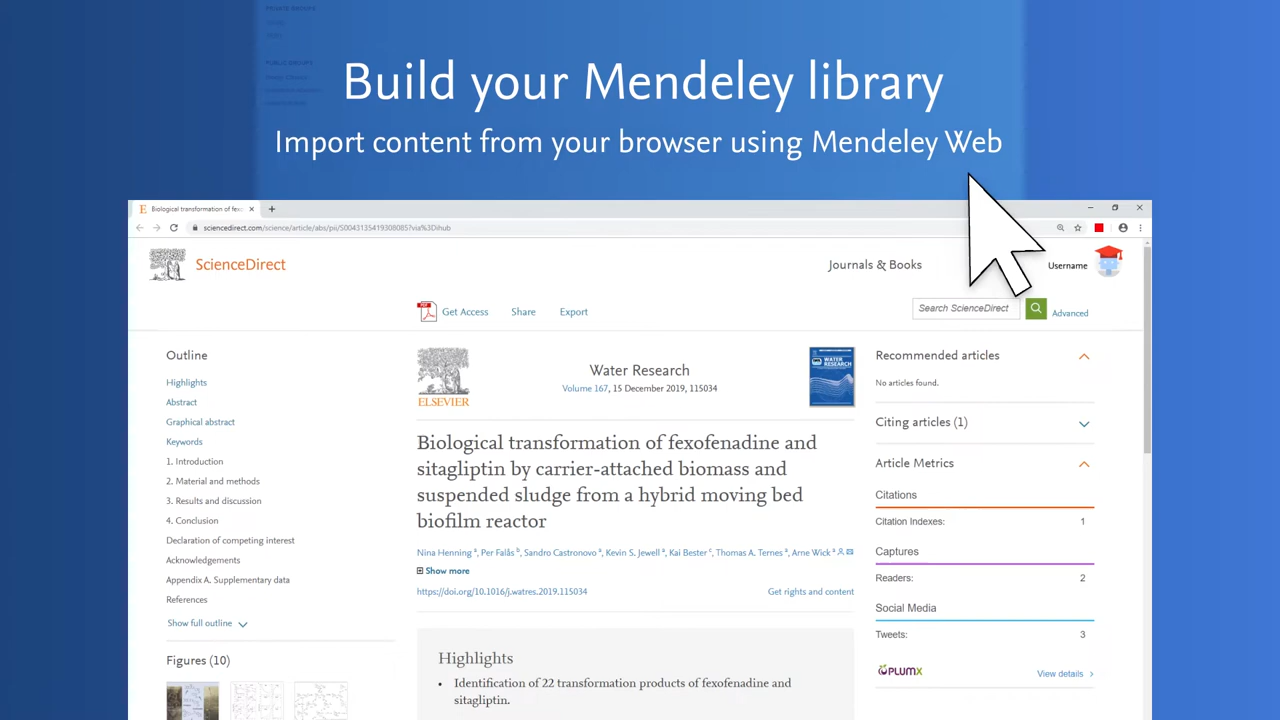 Build your Mendeley library
Import content from your browser using Mendeley Web
Biological transformation of fex
sciencedirect.com/science/article/abs/pii/S0043135419308085?via%3Dihub
ScienceDirect
Journals & Books
Username
Get Access
Share
Export
Search ScienceDirect
Advanced
Outline
Highlights
Abstract
Graphical abstract
Keywords
1. Introduction
2. Material and methods
3. Results and discussion
4. Conclusion
Declaration of competing interest
Acknowledgements
Appendix A. Supplementary data
References
Show full outline
Figures (10)
ELSEVIER
Water Research
Volume 167, 15 December 2019, 115034
WATER
RESEARCH
Biological transformation of fexofenadine and
sitagliptin by carrier-attached biomass and
suspended sludge from a hybrid moving bed
biofilm reactor
Nina Henning a, Per Falås b, Sandro Castronovo a, Kevin S. Jewell a, Kai Bester c, Thomas A. Ternes a, Arne Wick a
Show more
https://doi.org/10.1016/j.watres.2019.115034
Get rights and content
Highlights
• Identification of 22 transformation products of fexofenadine and
sitagliptin.
Recommended articles
No articles found.
Citing articles (1)
Article Metrics
Citations
Citation Indexes: 1
Captures
Readers: 2
Social Media
Tweets: 3
PLUMX
View details